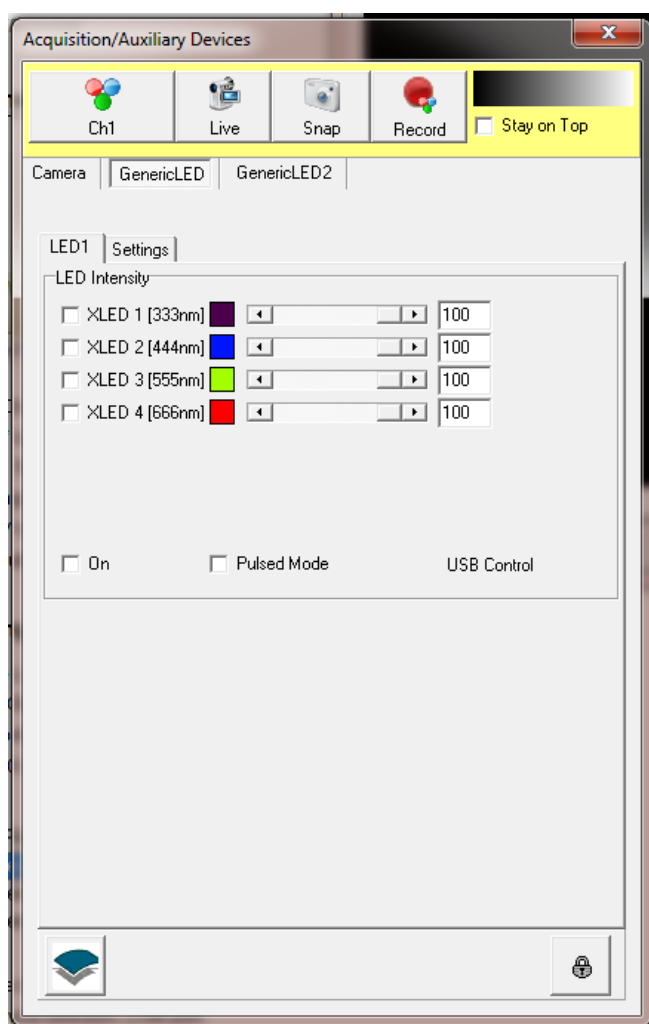 Acquisition/Auxiliary Devices
Ch1 Live Snap Record Stay on Top
Camera GenericLED GenericLED2
LED1 Settings
LED Intensity
XLED 1 [333nm] 100
XLED 2 [444nm] 100
XLED 3 [555nm] 100
XLED 4 [666nm] 100
On Pulsed Mode USB Control